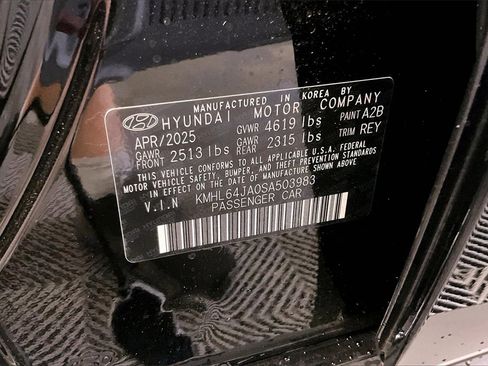 MANUFACTURED IN KOREA BY
HYUNDAI MOTOR COMPANY
APR/2025 GVWR 4619 lbs PAINT A2B
GAWR FRONT 2513 lbs GAWR REAR 2315 lbs TRIM REY
THIS VEHICLE CONFORMS TO ALL APPLICABLE U.S.A. FEDERAL
MOTOR VEHICLE SAFETY, BUMPER, AND THEFT PREVENTION STANDARDS
IN EFFECT ON THE DATE OF MANUFACTURE SHOWN ABOVE.
V.I.N KMHL64JA0SA503983
PASSENGER CAR